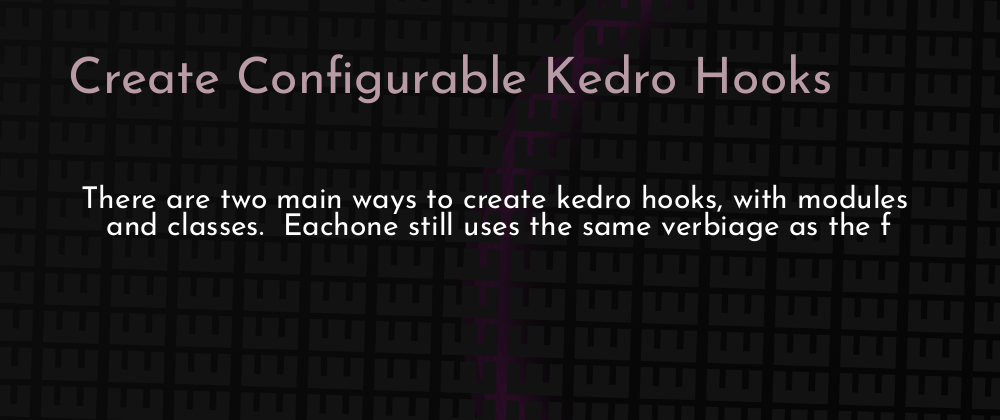 Create Configurable Kedro Hooks
There are two main ways to create kedro hooks, with modules
and classes.  Eachone still uses the same verbiage as the f